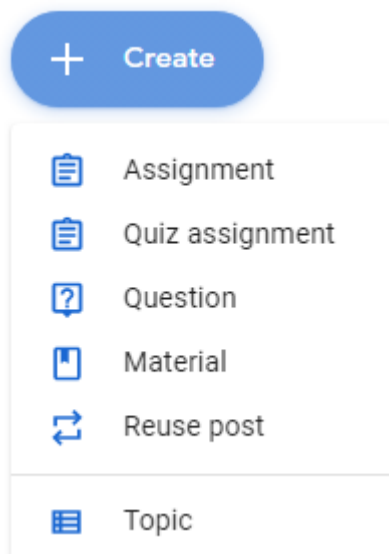 Create
Assignment
Quiz assignment
Question
Material
Reuse post
Topic